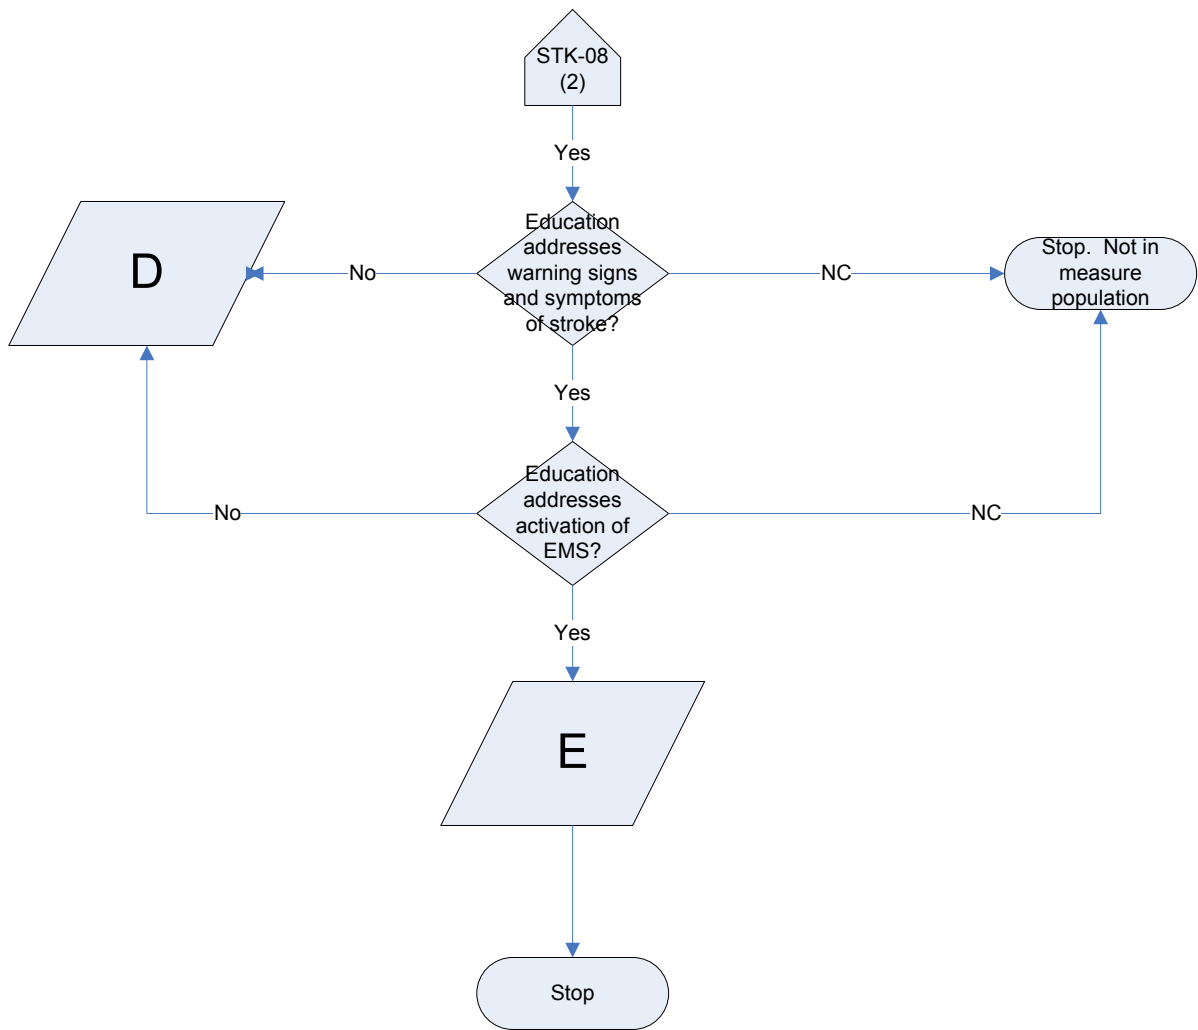 STK-08
(2)
Yes
Education
addresses
warning signs
and symptoms
of stroke?
D
No
NC
Stop.  Not in
measure
population
Yes
Education
addresses
activation of
EMS?
No
NC
Yes
E
Stop